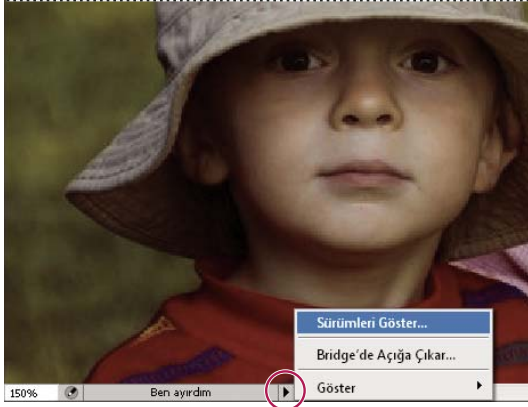 Sürümleri Göster...
Bridge'de Açığa Çıkar...
150% Ben ayırdım Göster